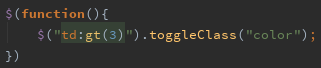 $(function(){
$("td:gt(3)").toggleClass("color");
})